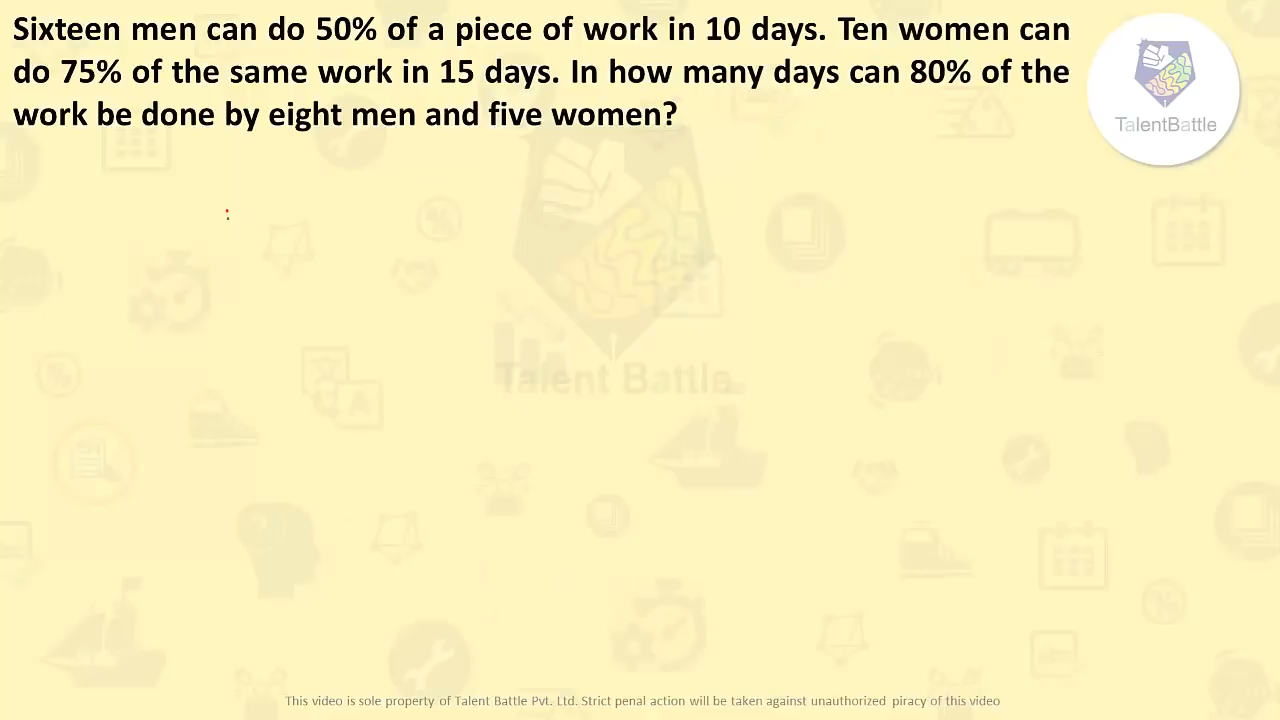 Sixteen men can do 50% of a piece of work in 10 days. Ten women can
do 75% of the same work in 15 days. In how many days can 80% of the
work be done by eight men and five women?
TalentBattle
Talent Battle
This video is sole property of Talent Battle Pvt. Ltd. Strict penal action will be taken against unauthorized piracy of this video